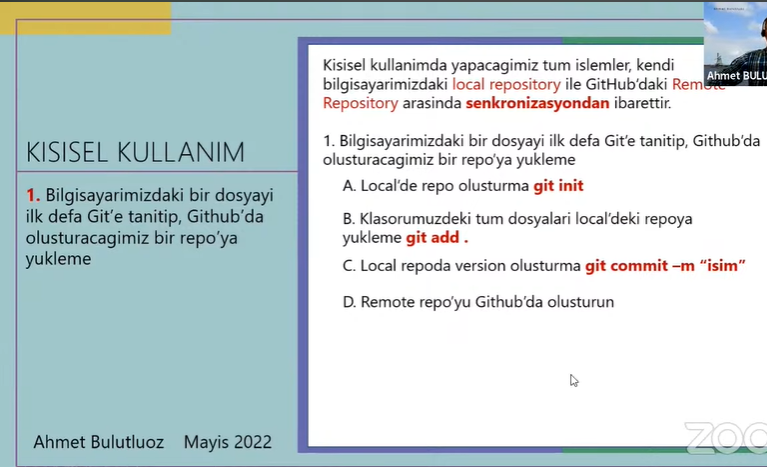 KISISEL KULLANIM
1. Bilgisayarimizdaki bir dosyayi
ilk defa Git'e tanitip, Github'da
olusturacagimiz bir repo'ya
yukleme
Ahmet Bulutluoz Mayis 2022
Kisisel kullanimda yapacagimiz tum islemler, kendi
bilgisayarimizdaki local repository ile GitHub'daki Remote
Repository arasinda senkronizasyondan ibarettir.
1. Bilgisayarimizdaki bir dosyayi ilk defa Git'e tanitip, Github'da
olusturacagimiz bir repo'ya yukleme
A. Local'de repo olusturma git init
B. Klasorumuzdeki tum dosyalari local'deki repoya
yukleme git add .
C. Local repoda version olusturma git commit –m “isim”
D. Remote repo'yu Github'da olusturun
Ahmet BULU
ZOO